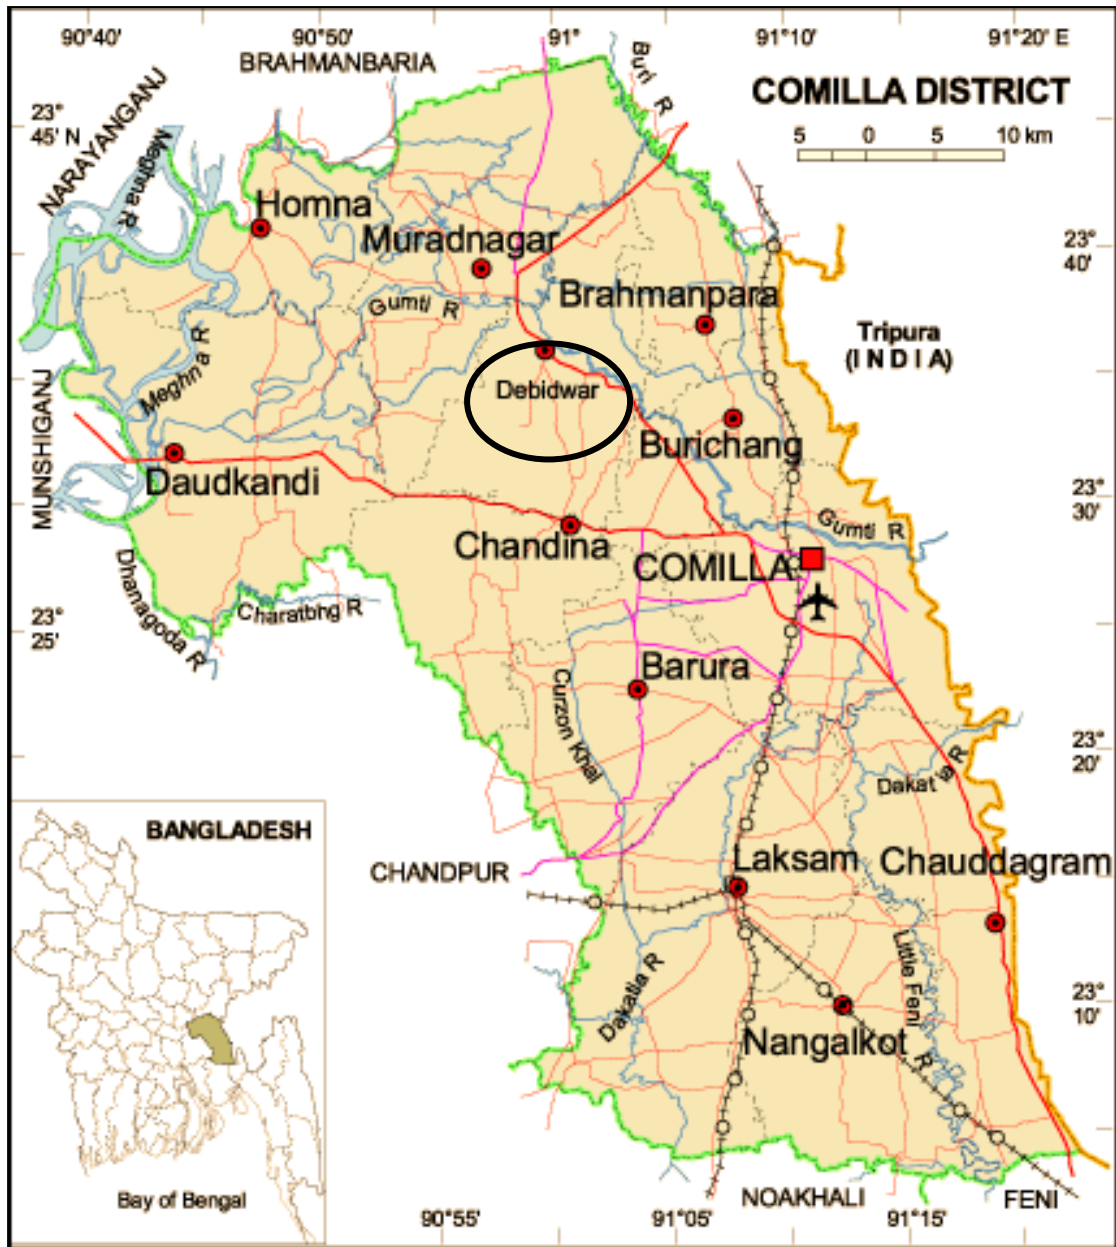 90°40'
90°50'
91°
91°10'
91°20' E
BRAHMANBARIA
Buri R
COMILLA DISTRICT
5 0 5 10 km
23°
45' N
NARAYANGANJ
Meghna R
Homna
Muradnagar
23°
40'
Gumti R
Brahmanpara
Tripura
(INDIA)
Meghna R
Debidwar
MUNSHIGANJ
Burichang
Daudkandi
23°
30'
Gumti R
Chandina
COMILLA
Dhanagoda R
Charatbhg R
23°
25'
Barura
Curzon Khal
23°
20'
Dakatia R
BANGLADESH
CHANDPUR
Laksam
Chauddagram
Little Feni R
Dakatia R
23°
10'
Nangalkot
Bay of Bengal
NOAKHALI
FENI
90°55'
91°05'
91°15'